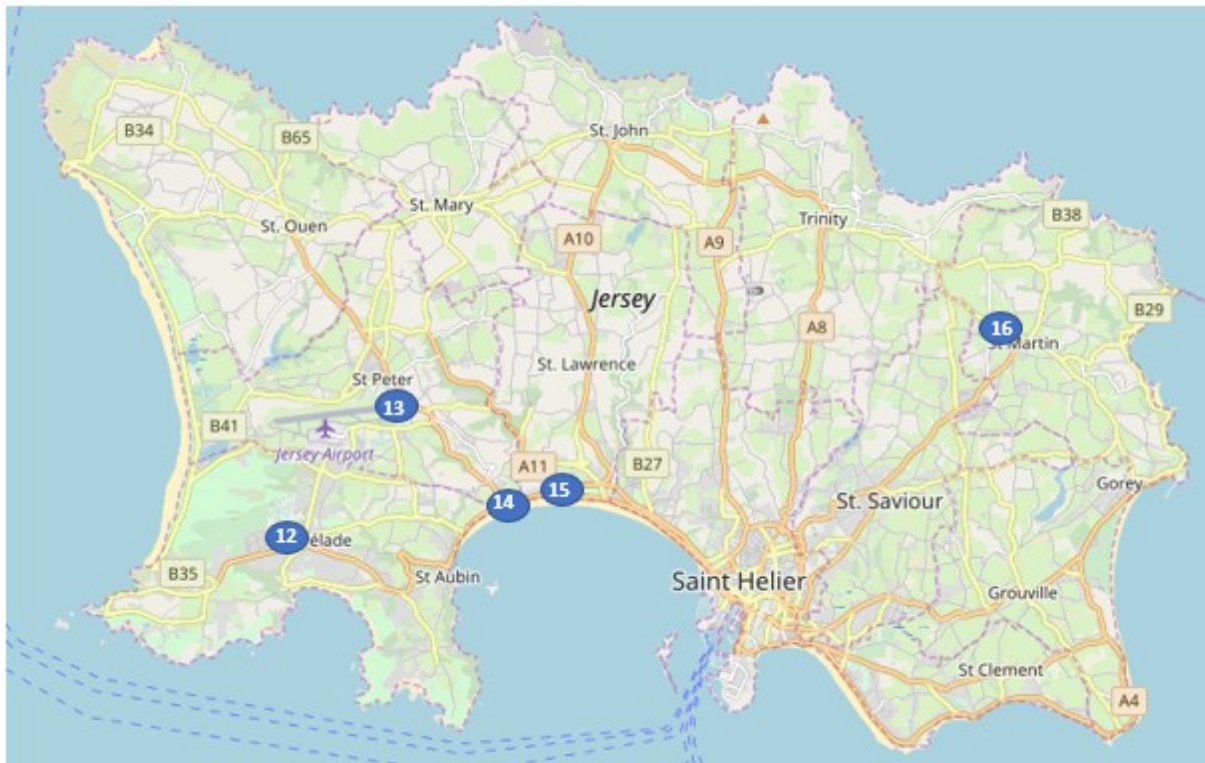 St. John
B34
B65
St. Mary
B38
St. Ouen
Trinity
A10
A9
Jersey
B29
A8
16
St Martin
St. Lawrence
St Peter
13
B41
Jersey Airport
A11
B27
Gorey
15
14
St. Saviour
12
élade
B35
St Aubin
Saint Helier
Grouville
St Clement
A4